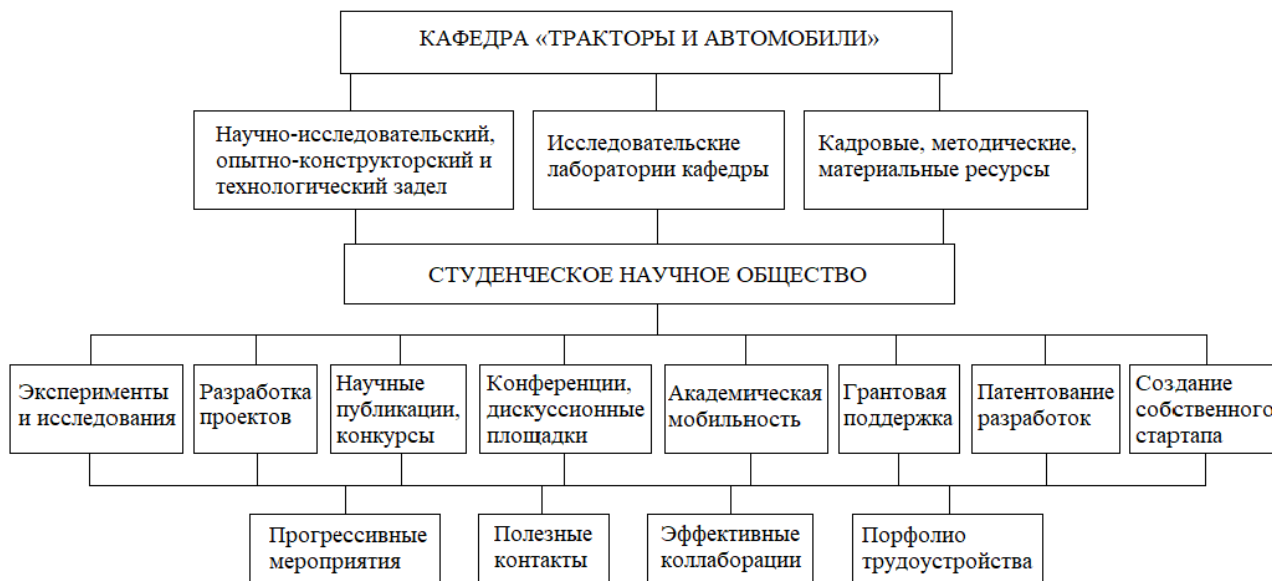 КАФЕДРА «ТРАКТОРЫ И АВТОМОБИЛИ»
Научно-исследовательский,
опытно-конструкторский и
технологический задел
Исследовательские
лаборатории кафедры
Кадровые, методические,
материальные ресурсы
СТУДЕНЧЕСКОЕ НАУЧНОЕ ОБЩЕСТВО
Эксперименты
и исследования
Разработка
проектов
Научные
публикации,
конкурсы
Конференции,
дискуссионные
площадки
Академическая
мобильность
Грантовая
поддержка
Патентование
разработок
Создание
собственного
стартапа
Прогрессивные
мероприятия
Полезные
контакты
Эффективные
коллаборации
Порфолио
трудоустройства